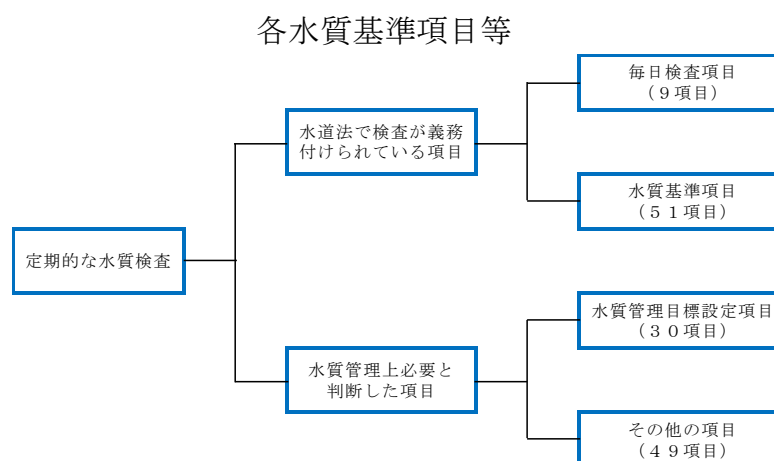 各水質基準項目等
毎日検査項目
（９項目）
水道法で検査が義務
付けられている項目
水質基準項目
（５１項目）
定期的な水質検査
水質管理目標設定項目
（３０項目）
水質管理上必要と
判断した項目
その他の項目
（４９項目）